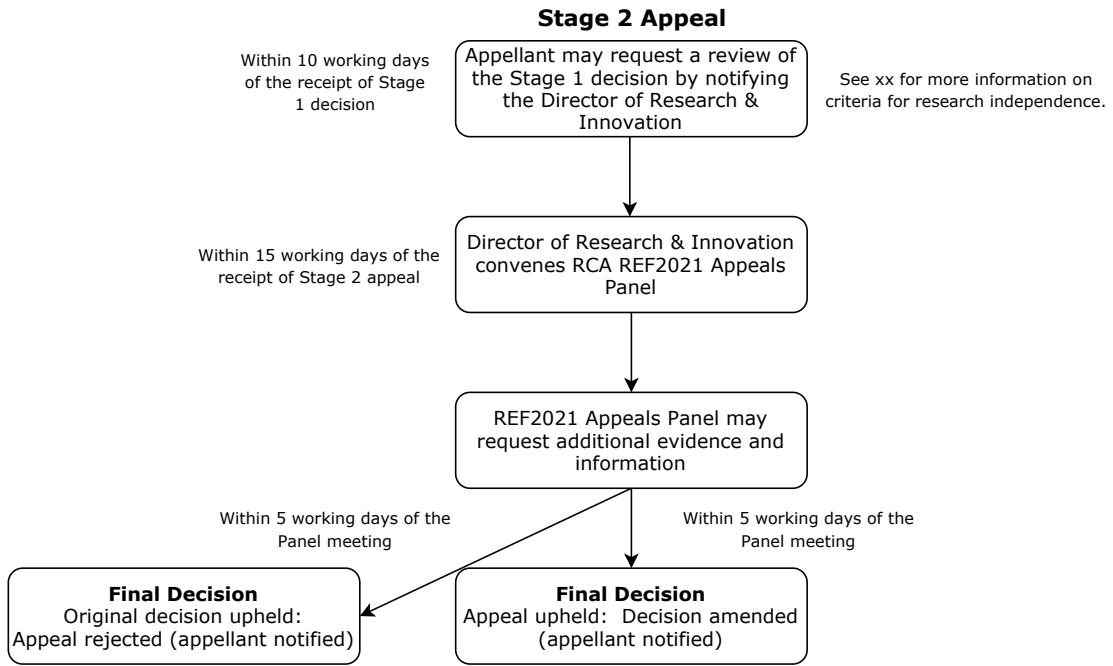 Stage 2 Appeal
Within 10 working days
of the receipt of Stage
1 decision
Appellant may request a review of
the Stage 1 decision by notifying
the Director of Research &
Innovation
See xx for more information on
criteria for research independence.
Within 15 working days of the
receipt of Stage 2 appeal
Director of Research & Innovation
convenes RCA REF2021 Appeals
Panel
REF2021 Appeals Panel may
request additional evidence and
information
Within 5 working days of the
Panel meeting
Within 5 working days of the
Panel meeting
Final Decision
Original decision upheld:
Appeal rejected (appellant notified)
Final Decision
Appeal upheld:  Decision amended
(appellant notified)